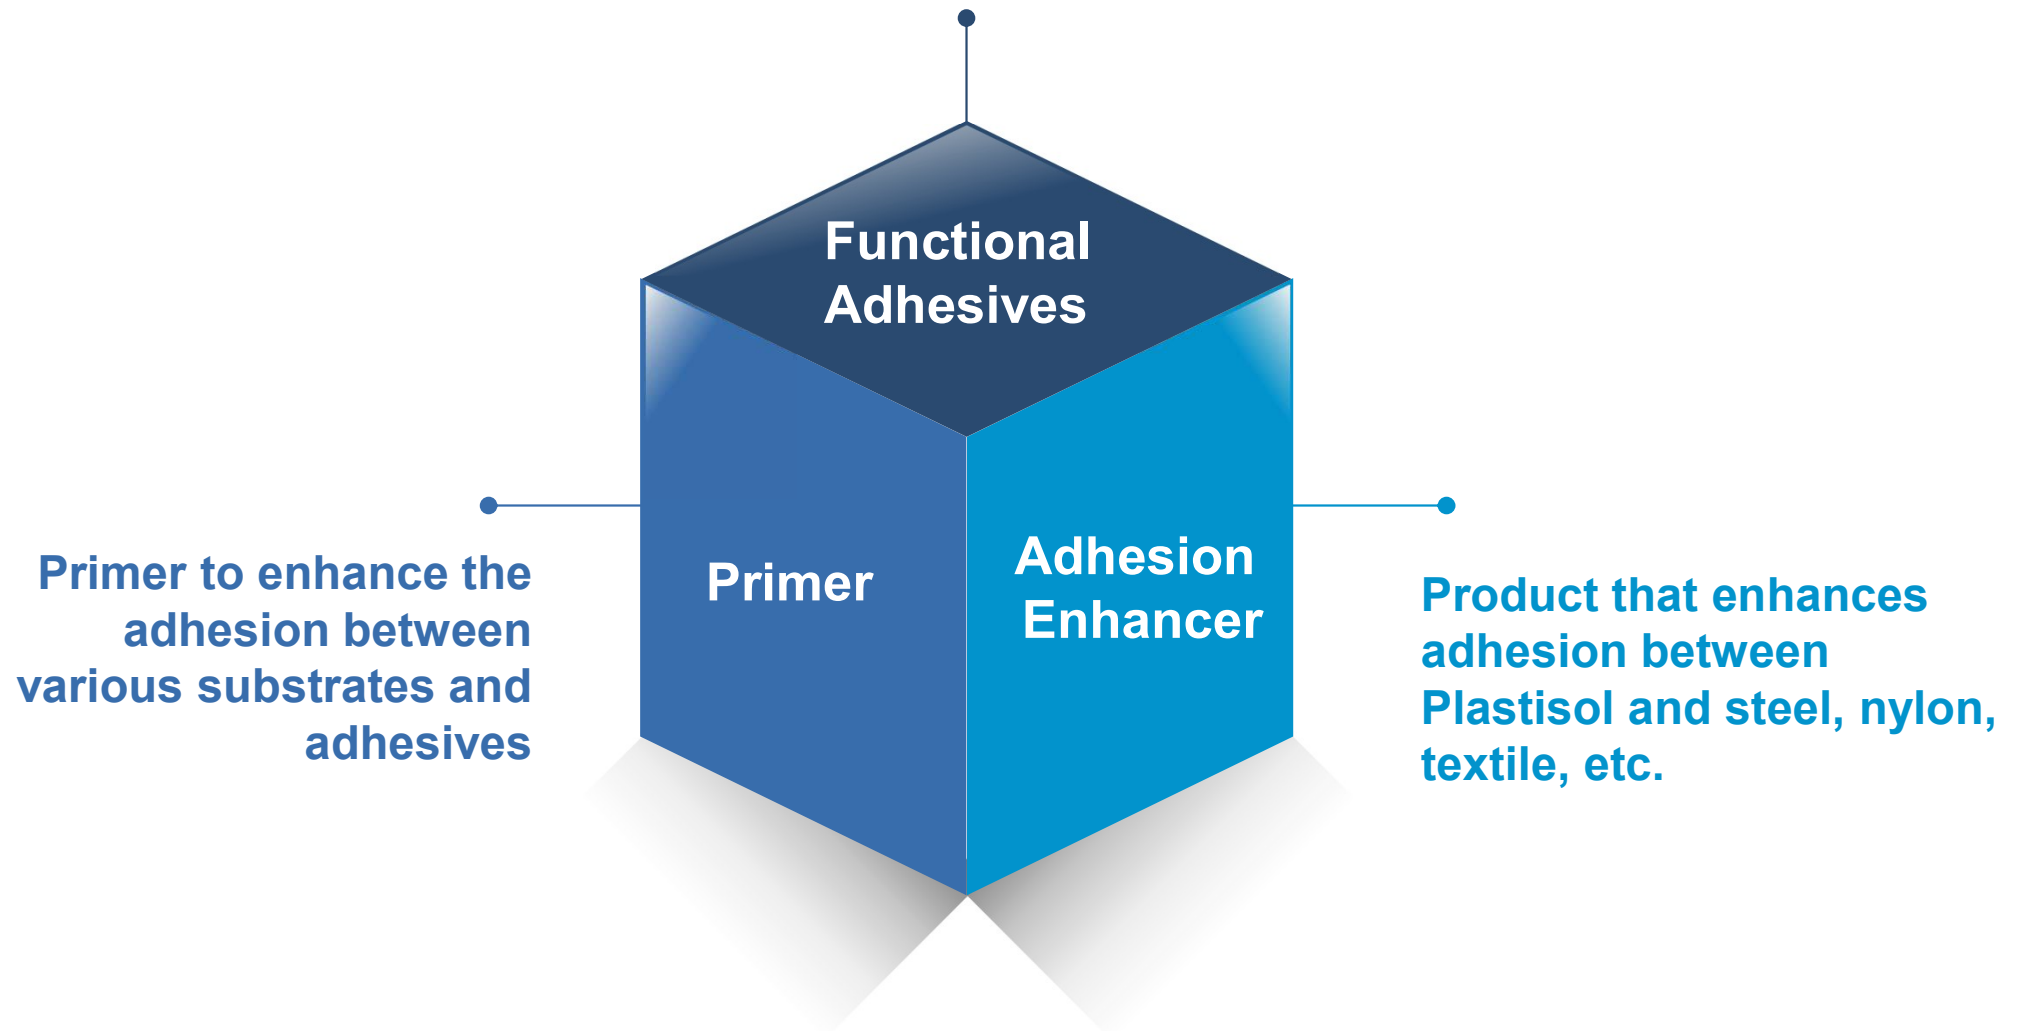 Functional
Adhesives
Primer
Adhesion
Enhancer
Primer to enhance the
adhesion between
various substrates and
adhesives
Product that enhances
adhesion between
Plastisol and steel, nylon,
textile, etc.